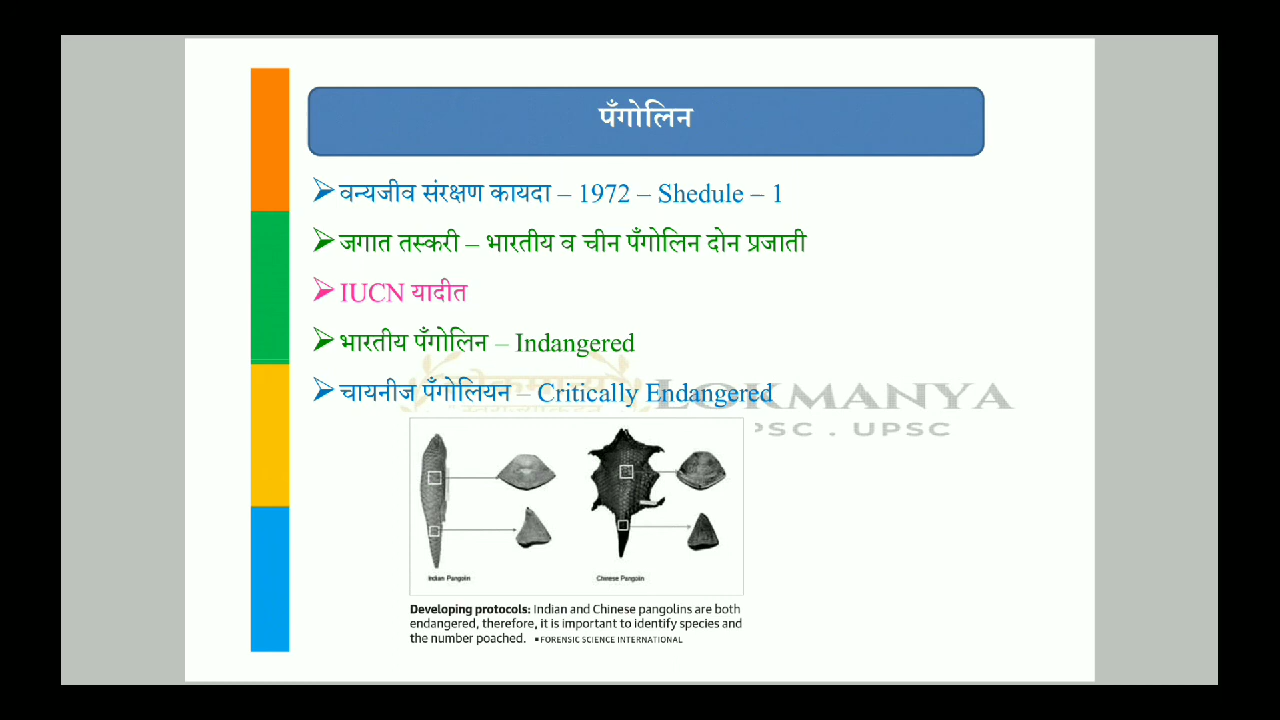 पँगोलिन
वन्यजीव संरक्षण कायदा – 1972 – Shedule – 1
जगात तस्करी – भारतीय व चीन पँगोलिन दोन प्रजाती
IUCN यादीत
भारतीय पँगोलिन – Indangered
चायनीज पँगोलियन – Critically Endangered
LOKMANYA
PSC . UPSC
Indian Pangolin
Chinese Pangolin
Developing protocols: Indian and Chinese pangolins are both
endangered, therefore, it is important to identify species and
the number poached. ▪ FORENSIC SCIENCE INTERNATIONAL